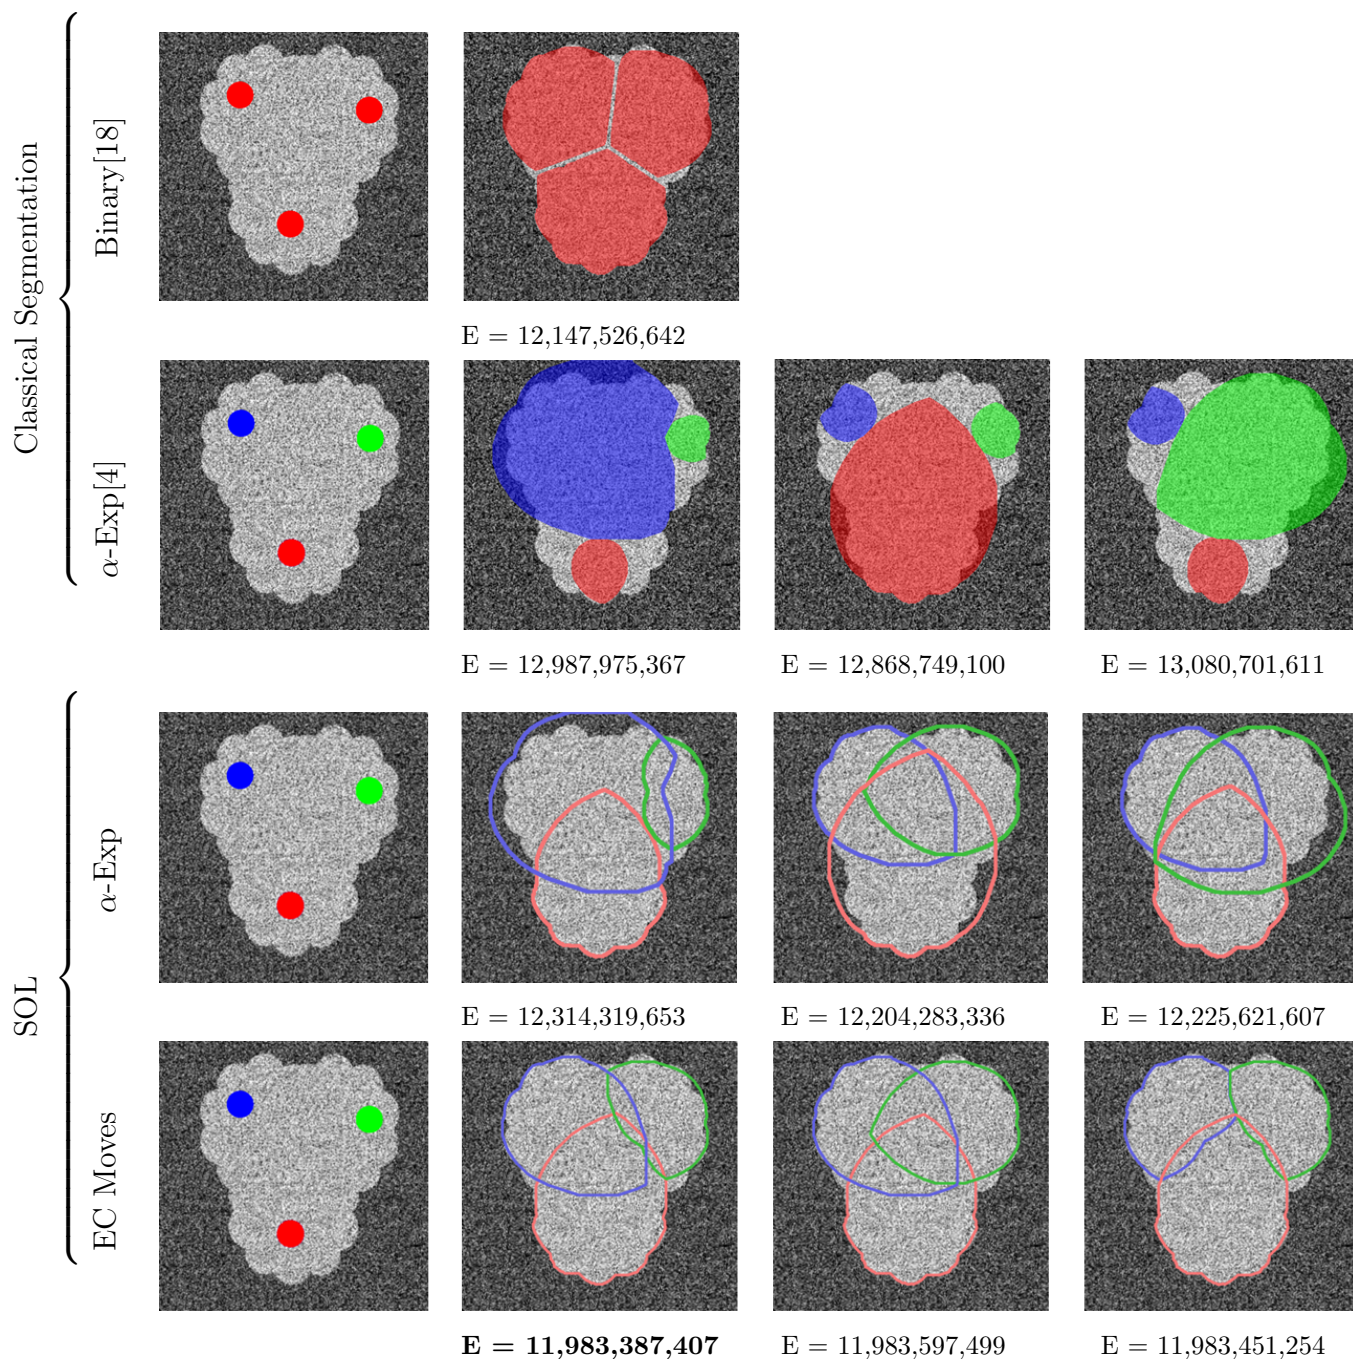 Classical Segmentation
Binary[18]
E = 12,147,526,642
α-Exp[4]
E = 12,987,975,367
E = 12,868,749,100
E = 13,080,701,611
SOL
α-Exp
E = 12,314,319,653
E = 12,204,283,336
E = 12,225,621,607
EC Moves
E = 11,983,387,407
E = 11,983,597,499
E = 11,983,451,254